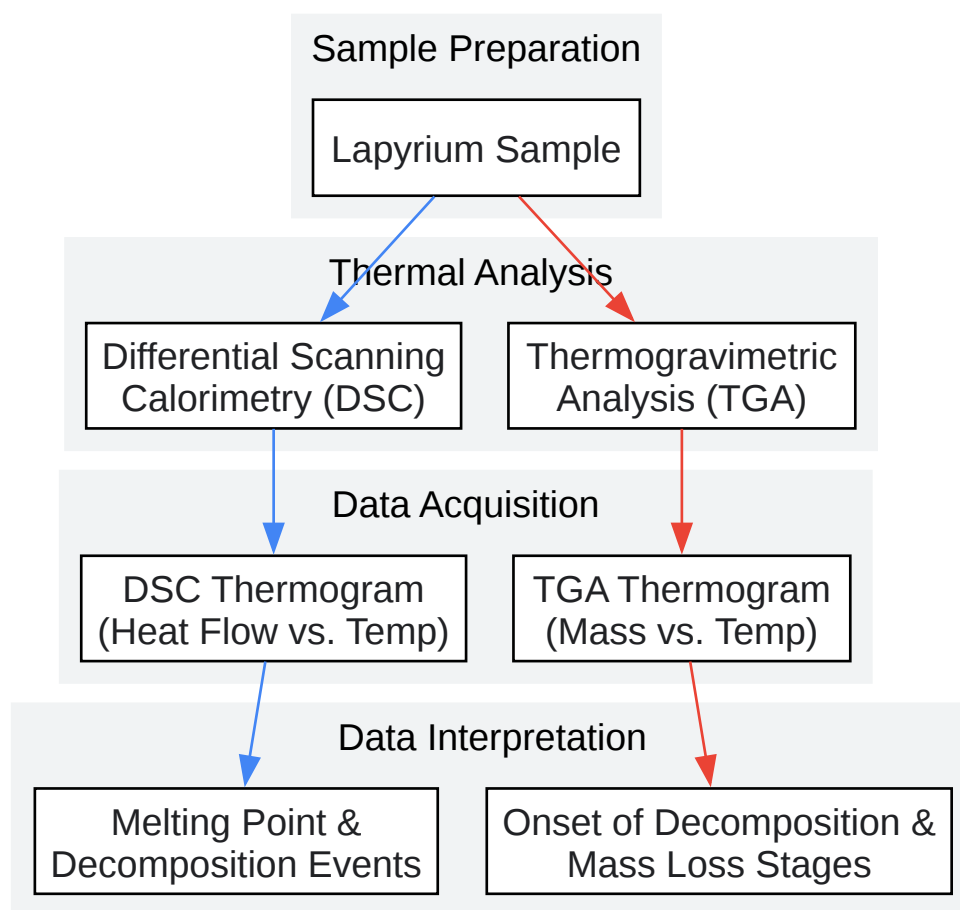 Sample Preparation
Lapyrium Sample
Thermal Analysis
Differential Scanning
Calorimetry (DSC)
Thermogravimetric
Analysis (TGA)
Data Acquisition
DSC Thermogram
(Heat Flow vs. Temp)
TGA Thermogram
(Mass vs. Temp)
Data Interpretation
Melting Point &
Decomposition Events
Onset of Decomposition &
Mass Loss Stages